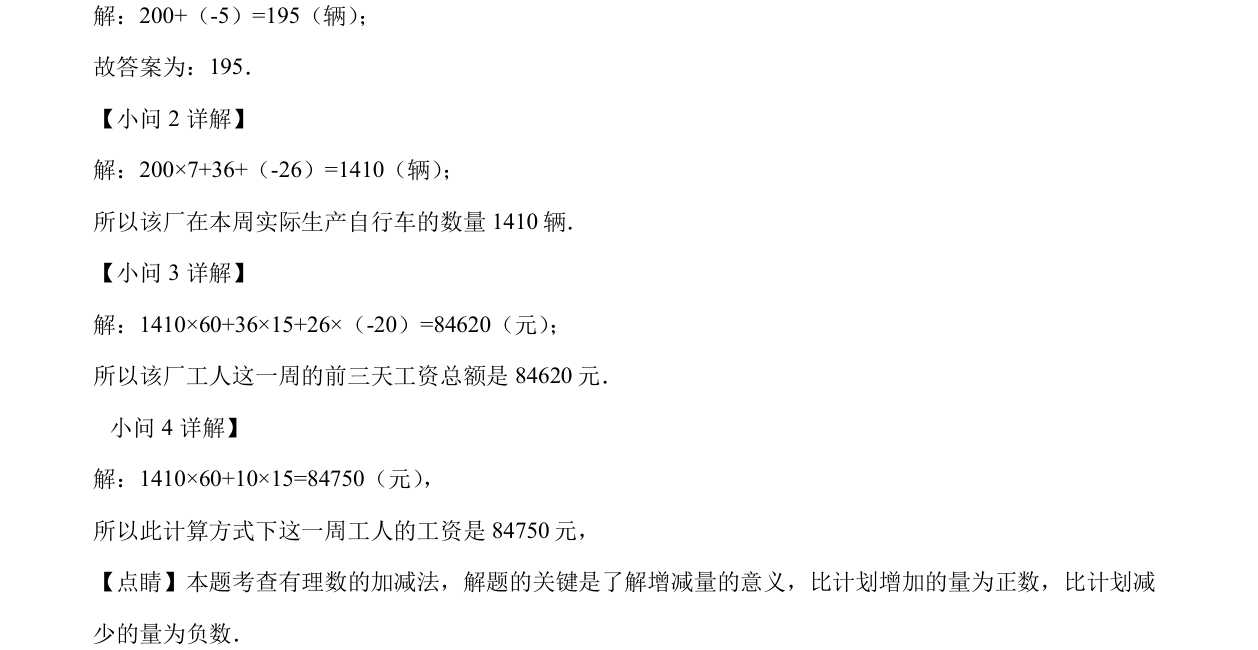 解：200+（-5）=195（辆）；
故答案为：195．
【小问 2 详解】
解：200×7+36+（-26）=1410（辆）；
所以该厂在本周实际生产自行车的数量 1410 辆．
【小问 3 详解】
解：1410×60+36×15+26×（-20）=84620（元）；
所以该厂工人这一周的前三天工资总额是 84620 元．
小问 4 详解】
解：1410×60+10×15=84750（元），
所以此计算方式下这一周工人的工资是 84750 元，
【点睛】本题考查有理数的加减法，解题的关键是了解增减量的意义，比计划增加的量为正数，比计划减
少的量为负数．